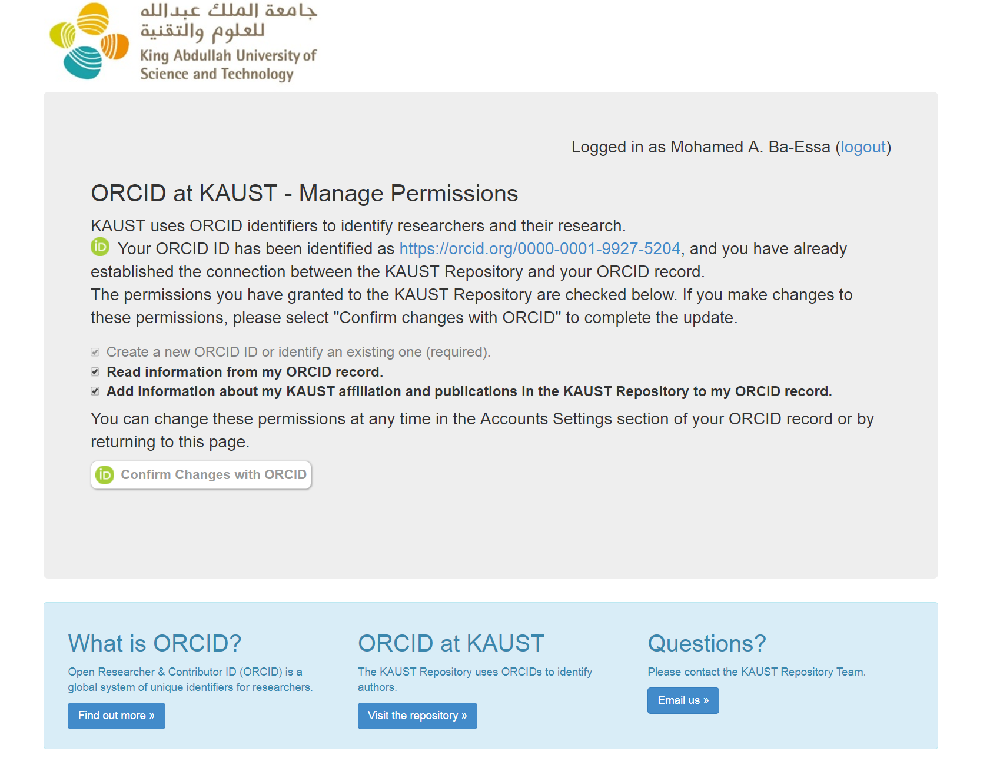 جامعة الملك عبدالله
للعلوم والتقنية
King Abdullah University of
Science and Technology
Logged in as Mohamed A. Ba-Essa (logout)
ORCID at KAUST - Manage Permissions
KAUST uses ORCID identifiers to identify researchers and their research.
iD Your ORCID ID has been identified as https://orcid.org/0000-0001-9927-5204, and you have already
established the connection between the KAUST Repository and your ORCID record.
The permissions you have granted to the KAUST Repository are checked below. If you make changes to
these permissions, please select "Confirm changes with ORCID" to complete the update.
Create a new ORCID ID or identify an existing one (required).
Read information from my ORCID record.
Add information about my KAUST affiliation and publications in the KAUST Repository to my ORCID record.
You can change these permissions at any time in the Accounts Settings section of your ORCID record or by
returning to this page.
iD Confirm Changes with ORCID
What is ORCID?
Open Researcher & Contributor ID (ORCID) is a
global system of unique identifiers for researchers.
Find out more »
ORCID at KAUST
The KAUST Repository uses ORCIDs to identify
authors.
Visit the repository »
Questions?
Please contact the KAUST Repository Team.
Email us »